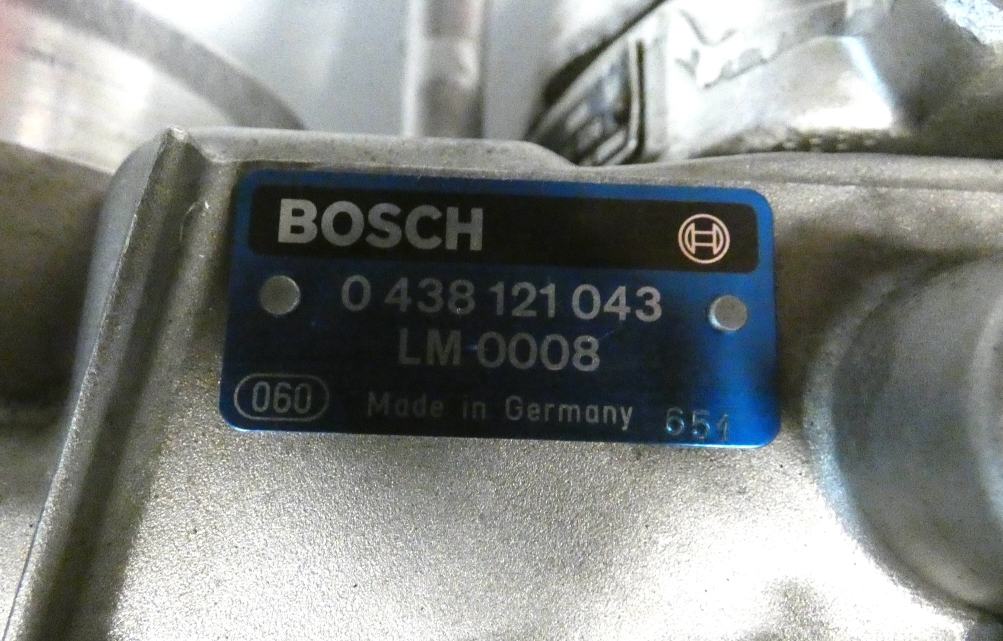 BOSCH
0 438 121 043
LM 0008
060 Made in Germany 651